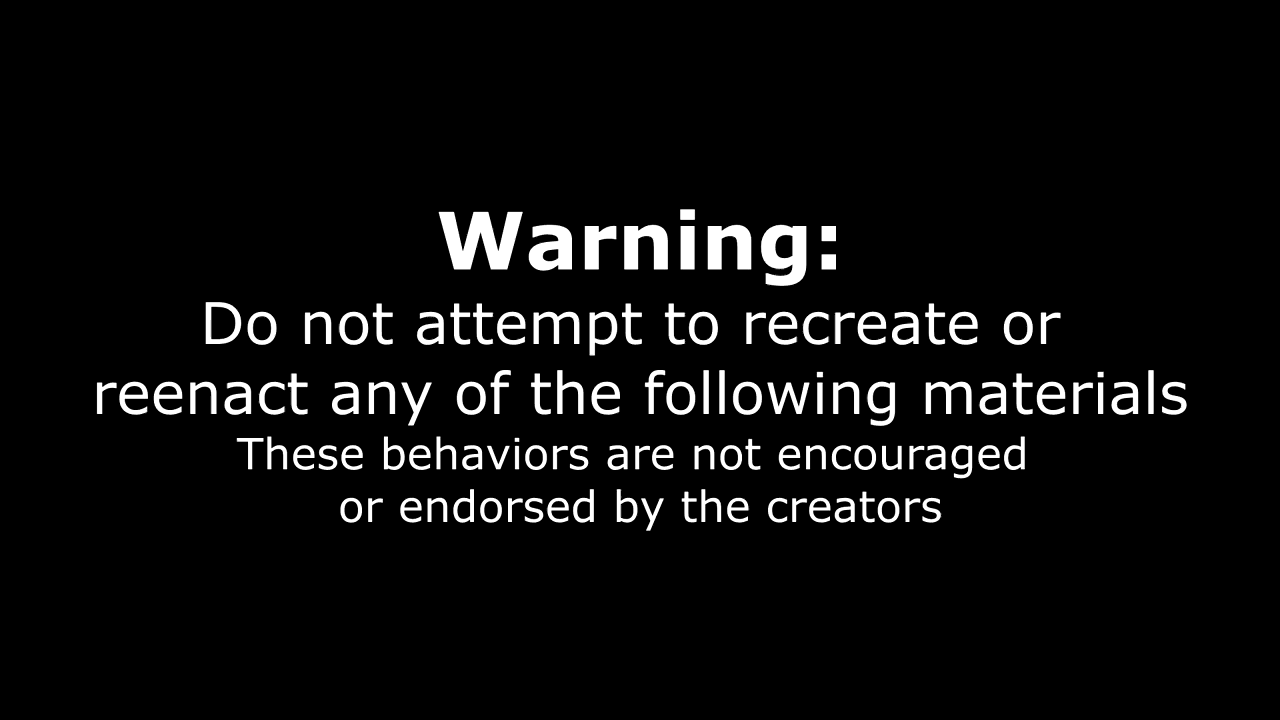 Warning:
Do not attempt to recreate or
reenact any of the following materials
These behaviors are not encouraged
or endorsed by the creators